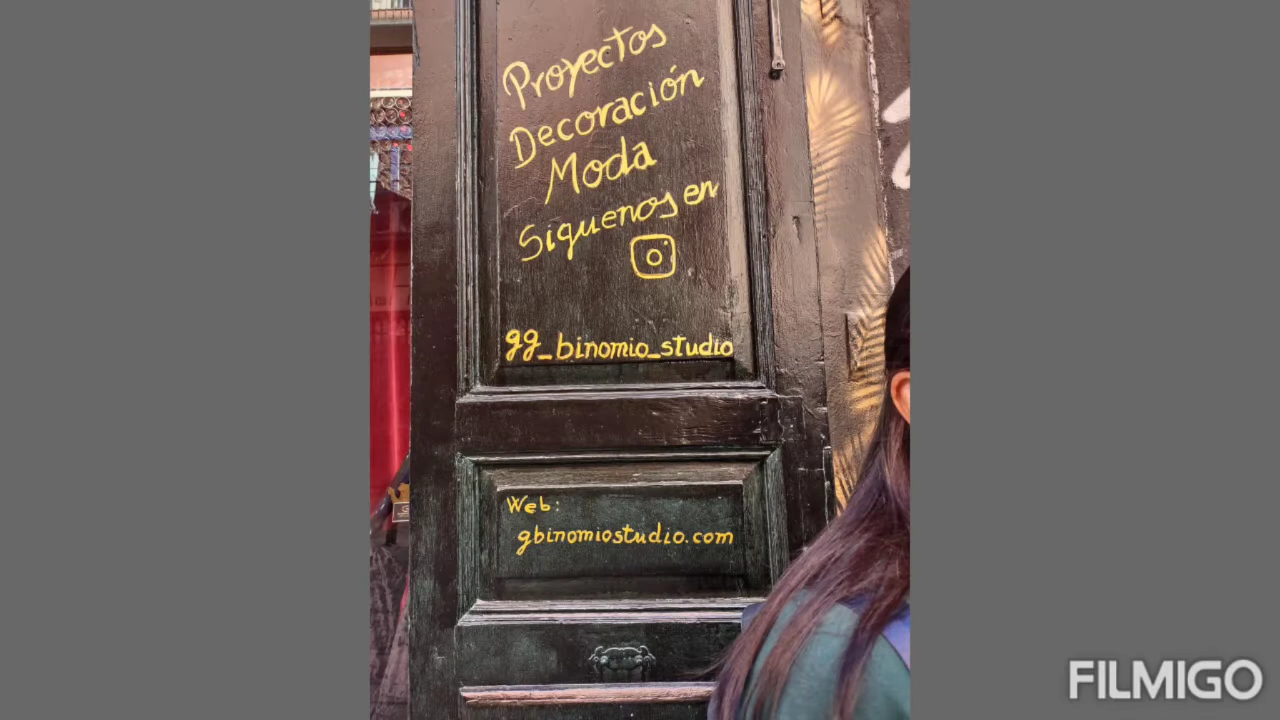 Proyectos
Decoración
Moda
Siguenos en
gg_binomio_studio
Web:
gbinomiostudio.com
FILMIGO